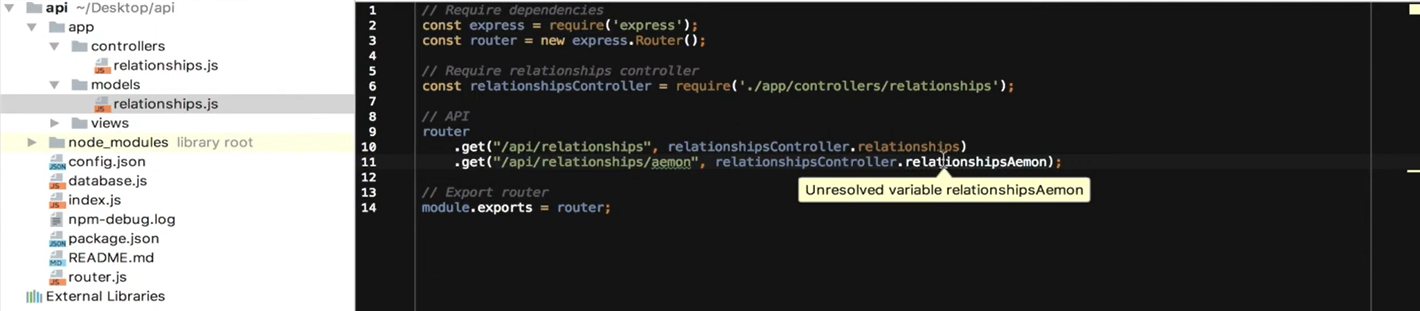 api ~/Desktop/api
app
controllers
relationships.js
models
relationships.js
views
node_modules library root
config.json
database.js
index.js
npm-debug.log
package.json
README.md
router.js
External Libraries
1 // Require dependencies
2 const express = require('express');
3 const router = new express.Router();
4
5 // Require relationships controller
6 const relationshipsController = require('./app/controllers/relationships');
7
8 // API
9 router
10 .get("/api/relationships", relationshipsController.relationships)
11 .get("/api/relationships/aemon", relationshipsController.relationshipsAemon);
12
Unresolved variable relationshipsAemon
13 // Export router
14 module.exports = router;